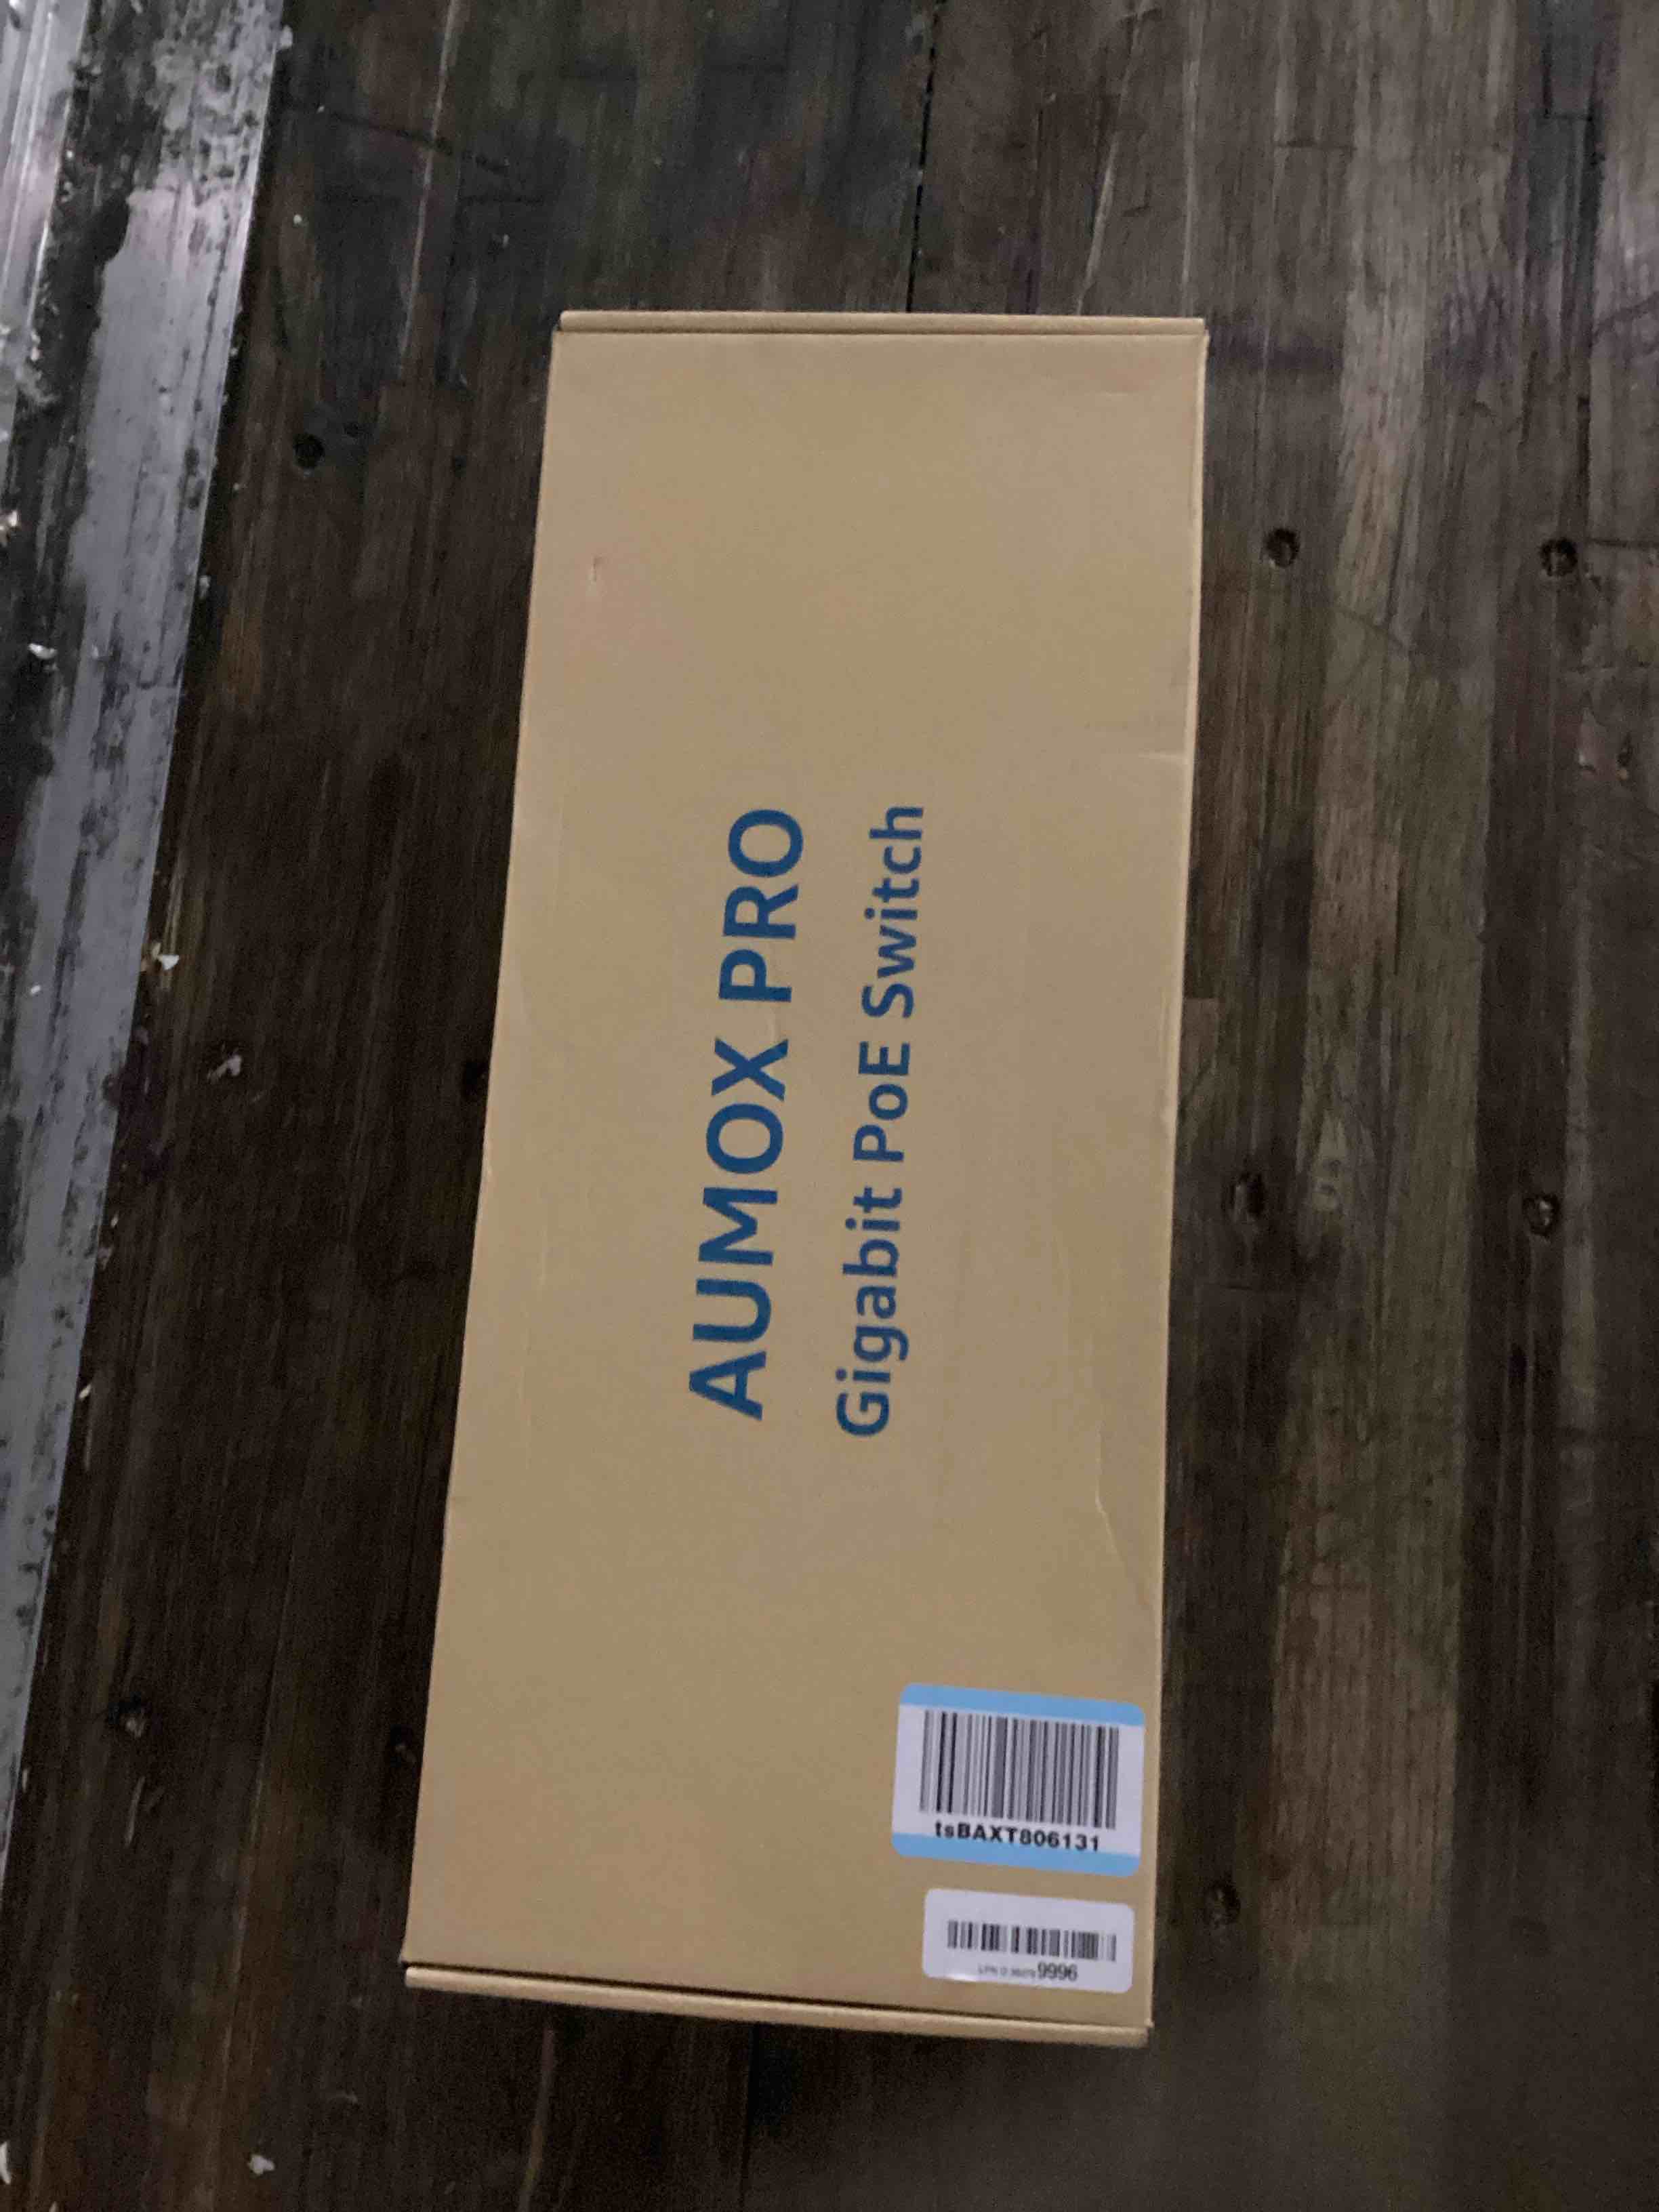 AUMOX PRO
Gigabit PoE Switch
tsBAXT806131
9996